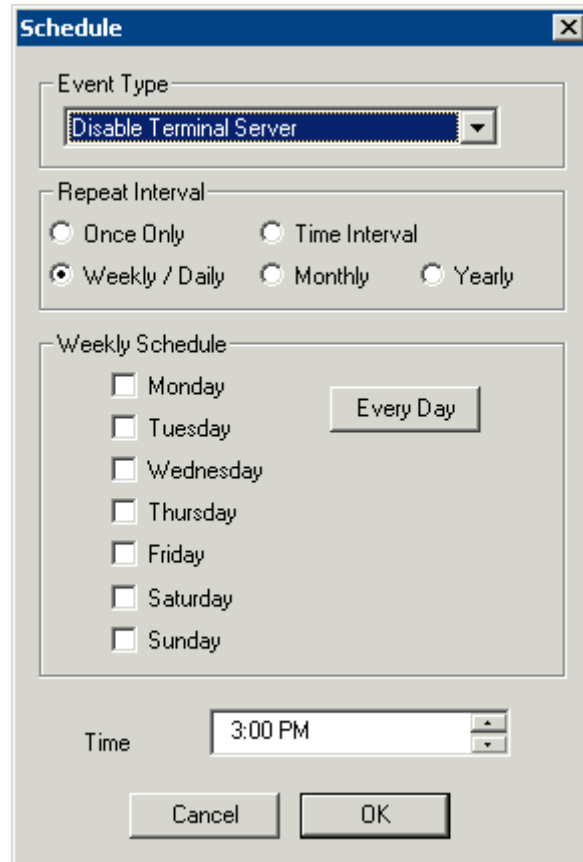 Schedule
Event Type
Disable Terminal Server
Repeat Interval
Once Only
Time Interval
Weekly / Daily
Monthly
Yearly
Weekly Schedule
Monday
Every Day
Tuesday
Wednesday
Thursday
Friday
Saturday
Sunday
Time
3:00 PM
Cancel
OK